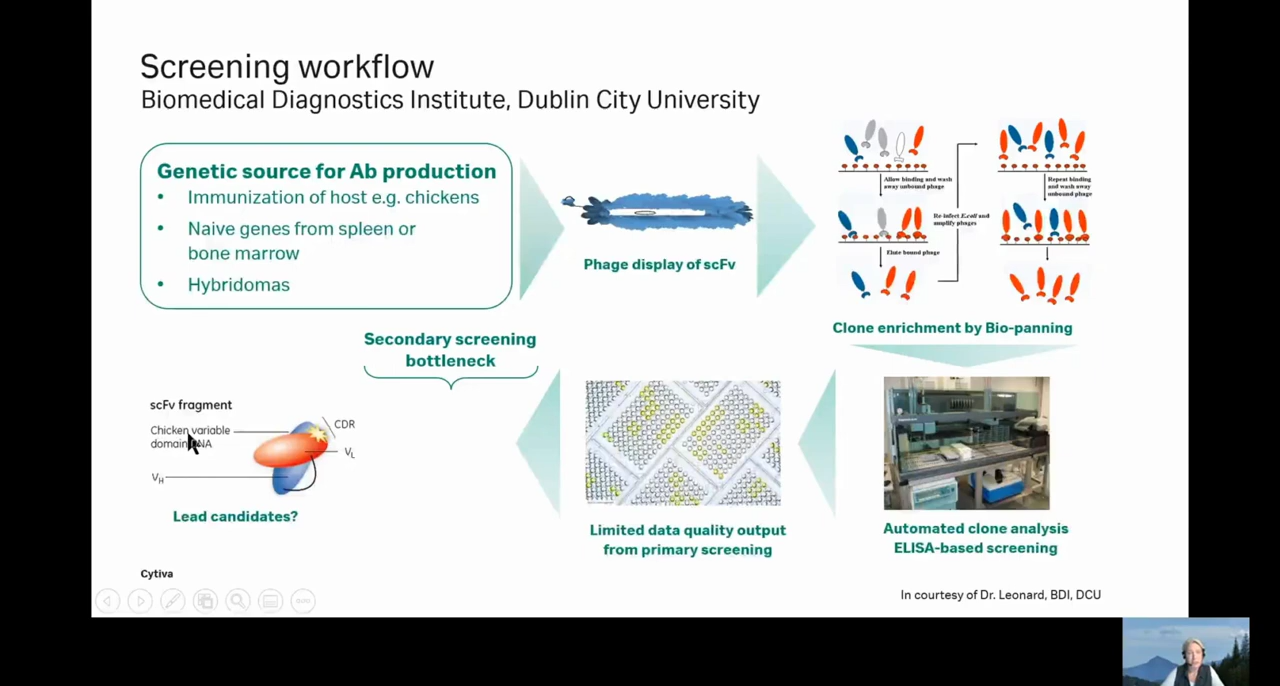 Screening workflow
Biomedical Diagnostics Institute, Dublin City University
Genetic source for Ab production
• Immunization of host e.g. chickens
• Naive genes from spleen or
bone marrow
• Hybridomas
Phage display of scFv
Allow binding and wash
away unbound phage
Re-infect E.coli and
amplify phages
Elute bound phage
Repeat binding
and wash away
unbound phage
Clone enrichment by Bio-panning
Secondary screening
bottleneck
scFv fragment
Chicken variable
domain DNA
CDR
VL
VH
Lead candidates?
Limited data quality output
from primary screening
Automated clone analysis
ELISA-based screening
Cytiva
In courtesy of Dr. Leonard, BDI, DCU